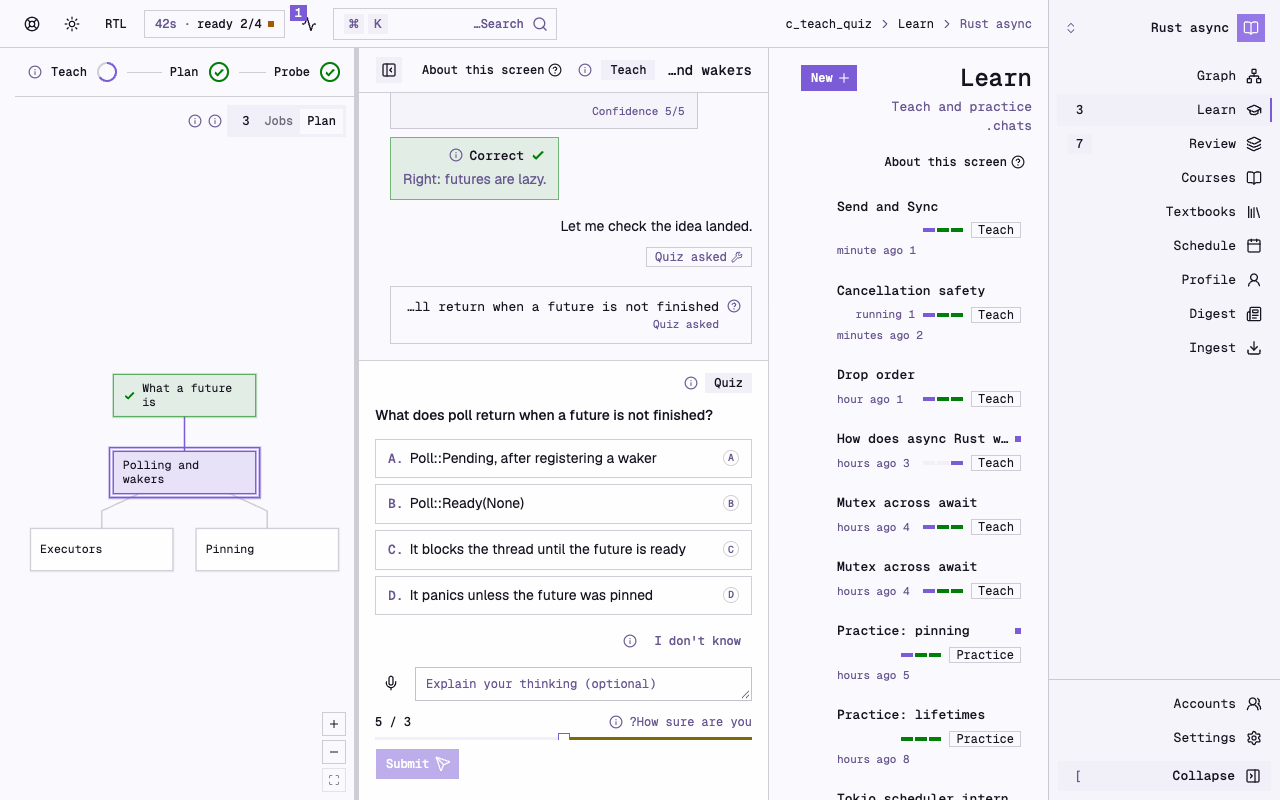 RTL
42s · ready 2/4
1
⌘ K
Search…
c_teach_quiz > Learn > Rust async
Rust async
Graph
Learn 3
Review 7
Courses
Textbooks
Schedule
Profile
Digest
Ingest
Accounts
Settings
Collapse [
Learn
New +
Teach and practice
.chats
About this screen
Send and Sync
Teach
minute ago 1
Cancellation safety
Teach
running 1
minutes ago 2
Drop order
Teach
hour ago 1
How does async Rust w…
Teach
hours ago 3
Mutex across await
Teach
hours ago 4
Mutex across await
Teach
hours ago 4
Practice: pinning
Practice
hours ago 5
Practice: lifetimes
Practice
hours ago 8
Tokio scheduler intern
…nd wakers
Teach
About this screen
Confidence 5/5
Correct
Right: futures are lazy.
Let me check the idea landed.
Quiz asked
…ll return when a future is not finished
Quiz asked
Quiz
What does poll return when a future is not finished?
A. Poll::Pending, after registering a waker A
B. Poll::Ready(None) B
C. It blocks the thread until the future is ready C
D. It panics unless the future was pinned D
I don't know
Explain your thinking (optional)
?How sure are you
5 / 3
Submit
Probe
Plan
Teach
Plan
Jobs
3
What a future
is
Polling and
wakers
Executors
Pinning